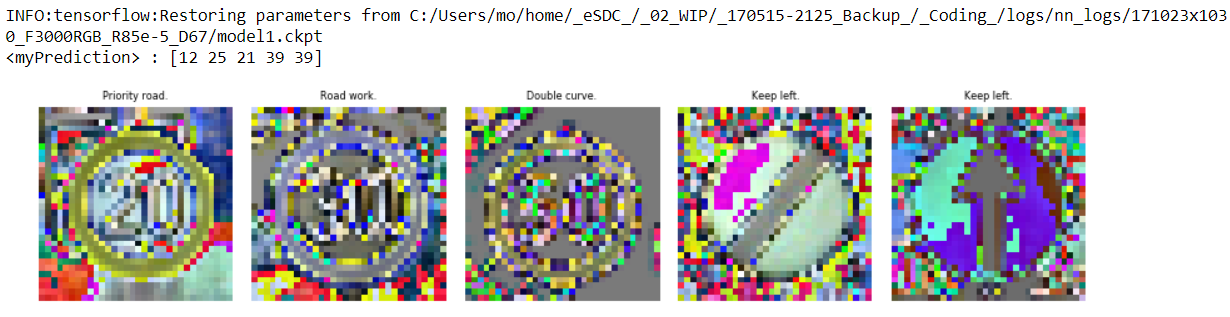 INFO:tensorflow:Restoring parameters from C:/Users/mo/home/_eSDC_/_02_WIP/_170515-2125_Backup_/_Coding_/logs/nn_logs/171023x103
0_F3000RGB_R85e-5_D67/model1.ckpt
<myPrediction> : [12 25 21 39 39]
Priority road. Road work. Double curve. Keep left. Keep left.
20